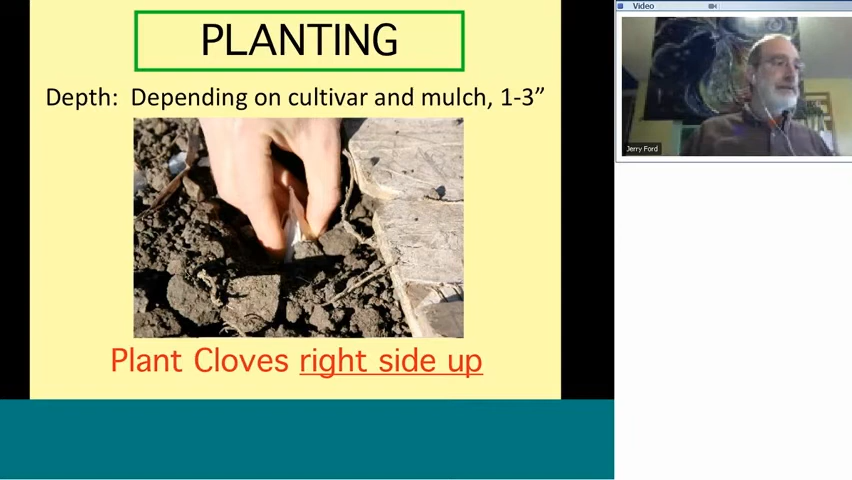 PLANTING
Depth: Depending on cultivar and mulch, 1-3”
Plant Cloves right side up
Video
Jerry Ford